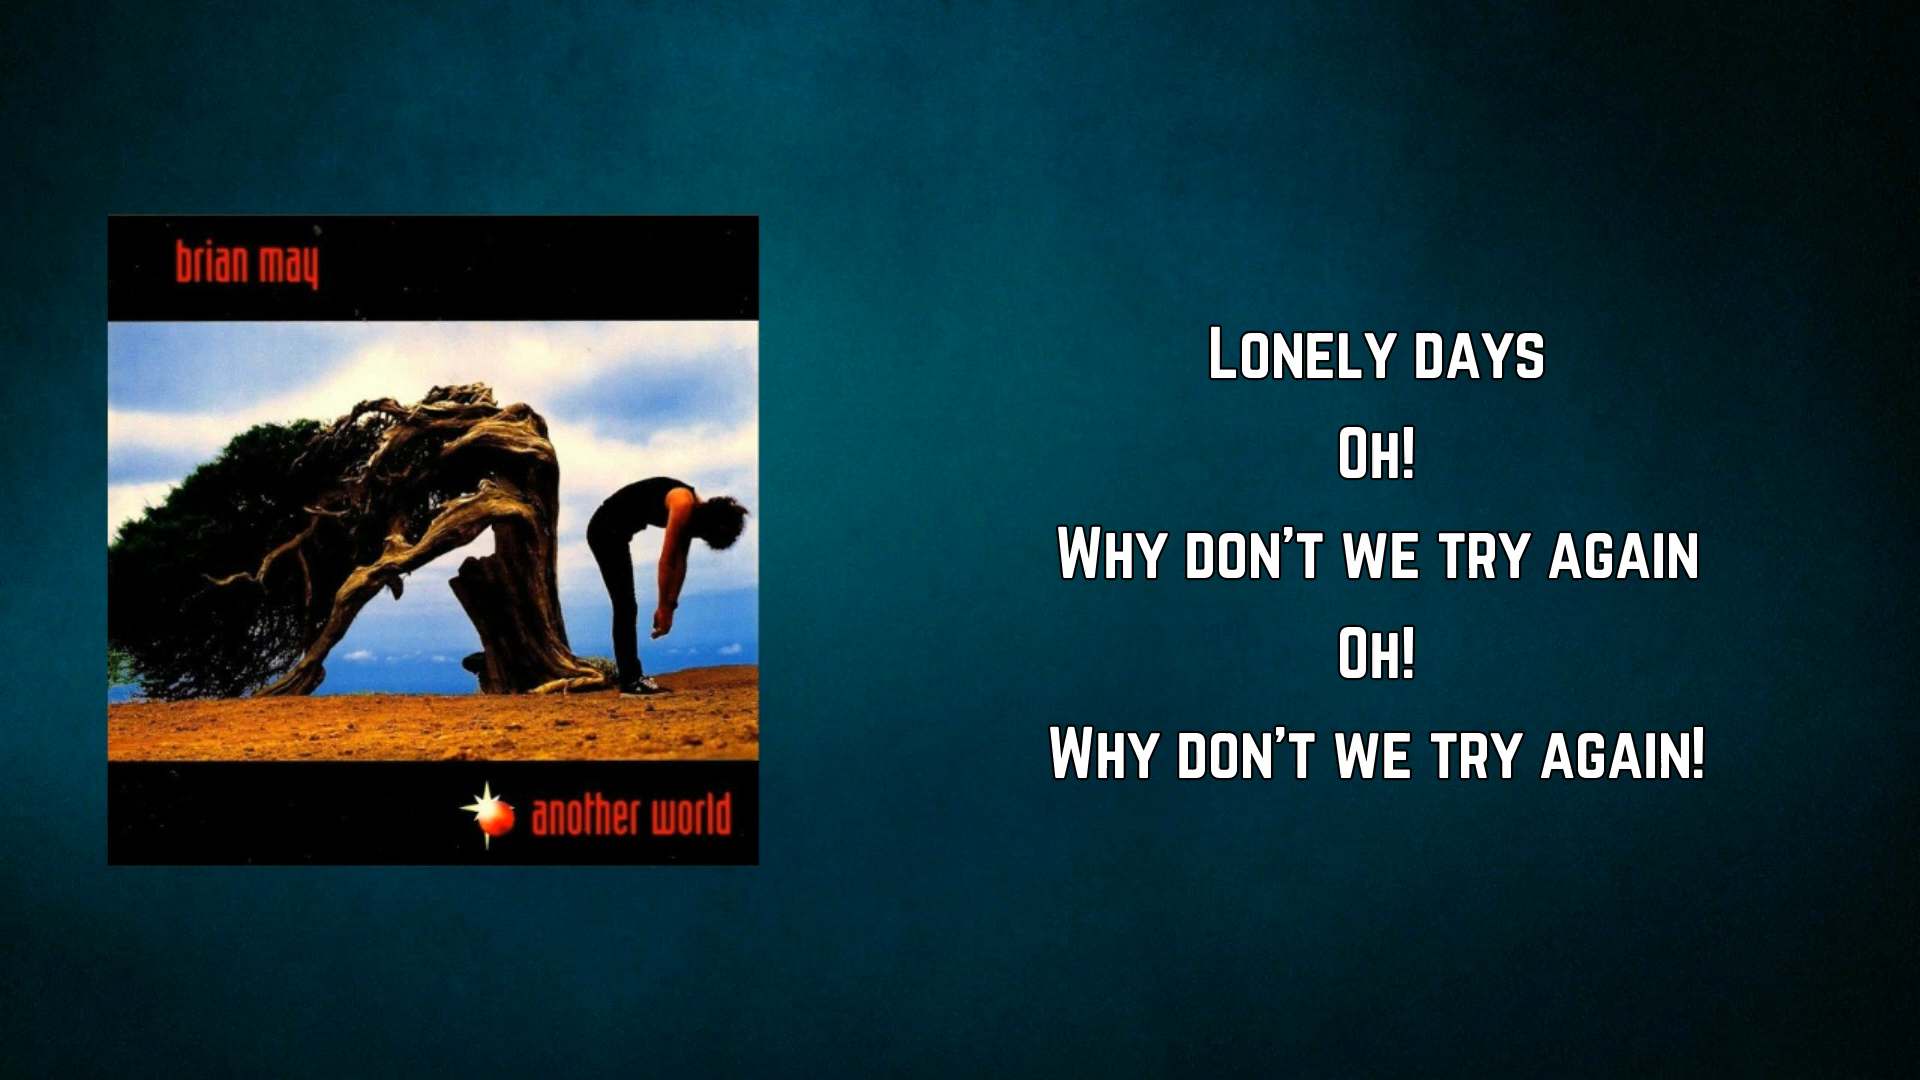 brian may
another world
Lonely days
Oh!
Why don't we try again
Oh!
Why don't we try again!